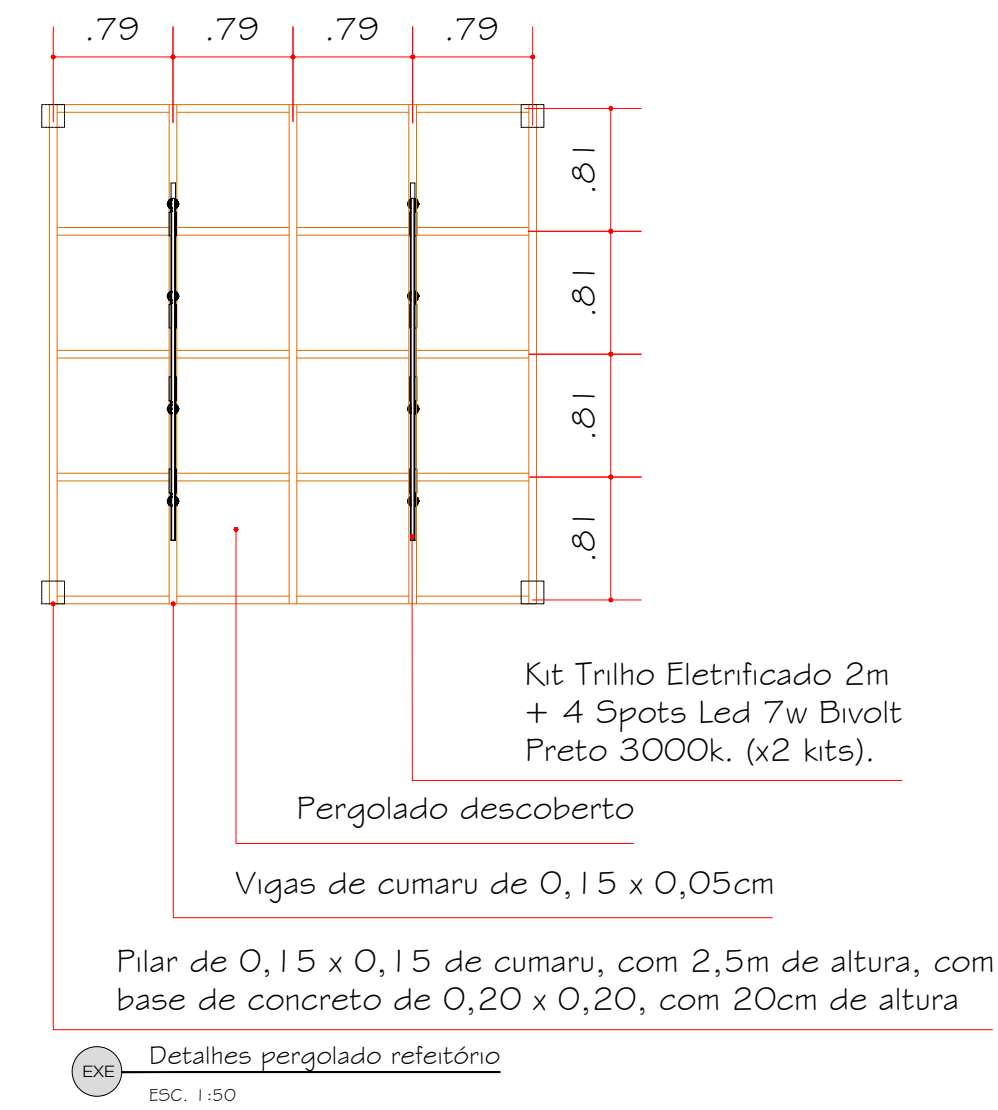 .79 .79 .79 .79
.81
.81
.81
.81
Kit Trilho Eletrificado 2m
+ 4 Spots Led 7w Bivolt
Preto 3000k. (x2 kits).
Pergolado descoberto
Vigas de cumaru de 0,15 x 0,05cm
Pilar de 0,15 x 0,15 de cumaru, com 2,5m de altura, com
base de concreto de 0,20 x 0,20, com 20cm de altura
EXE
Detalhes pergolado refeitório
ESC. 1:50